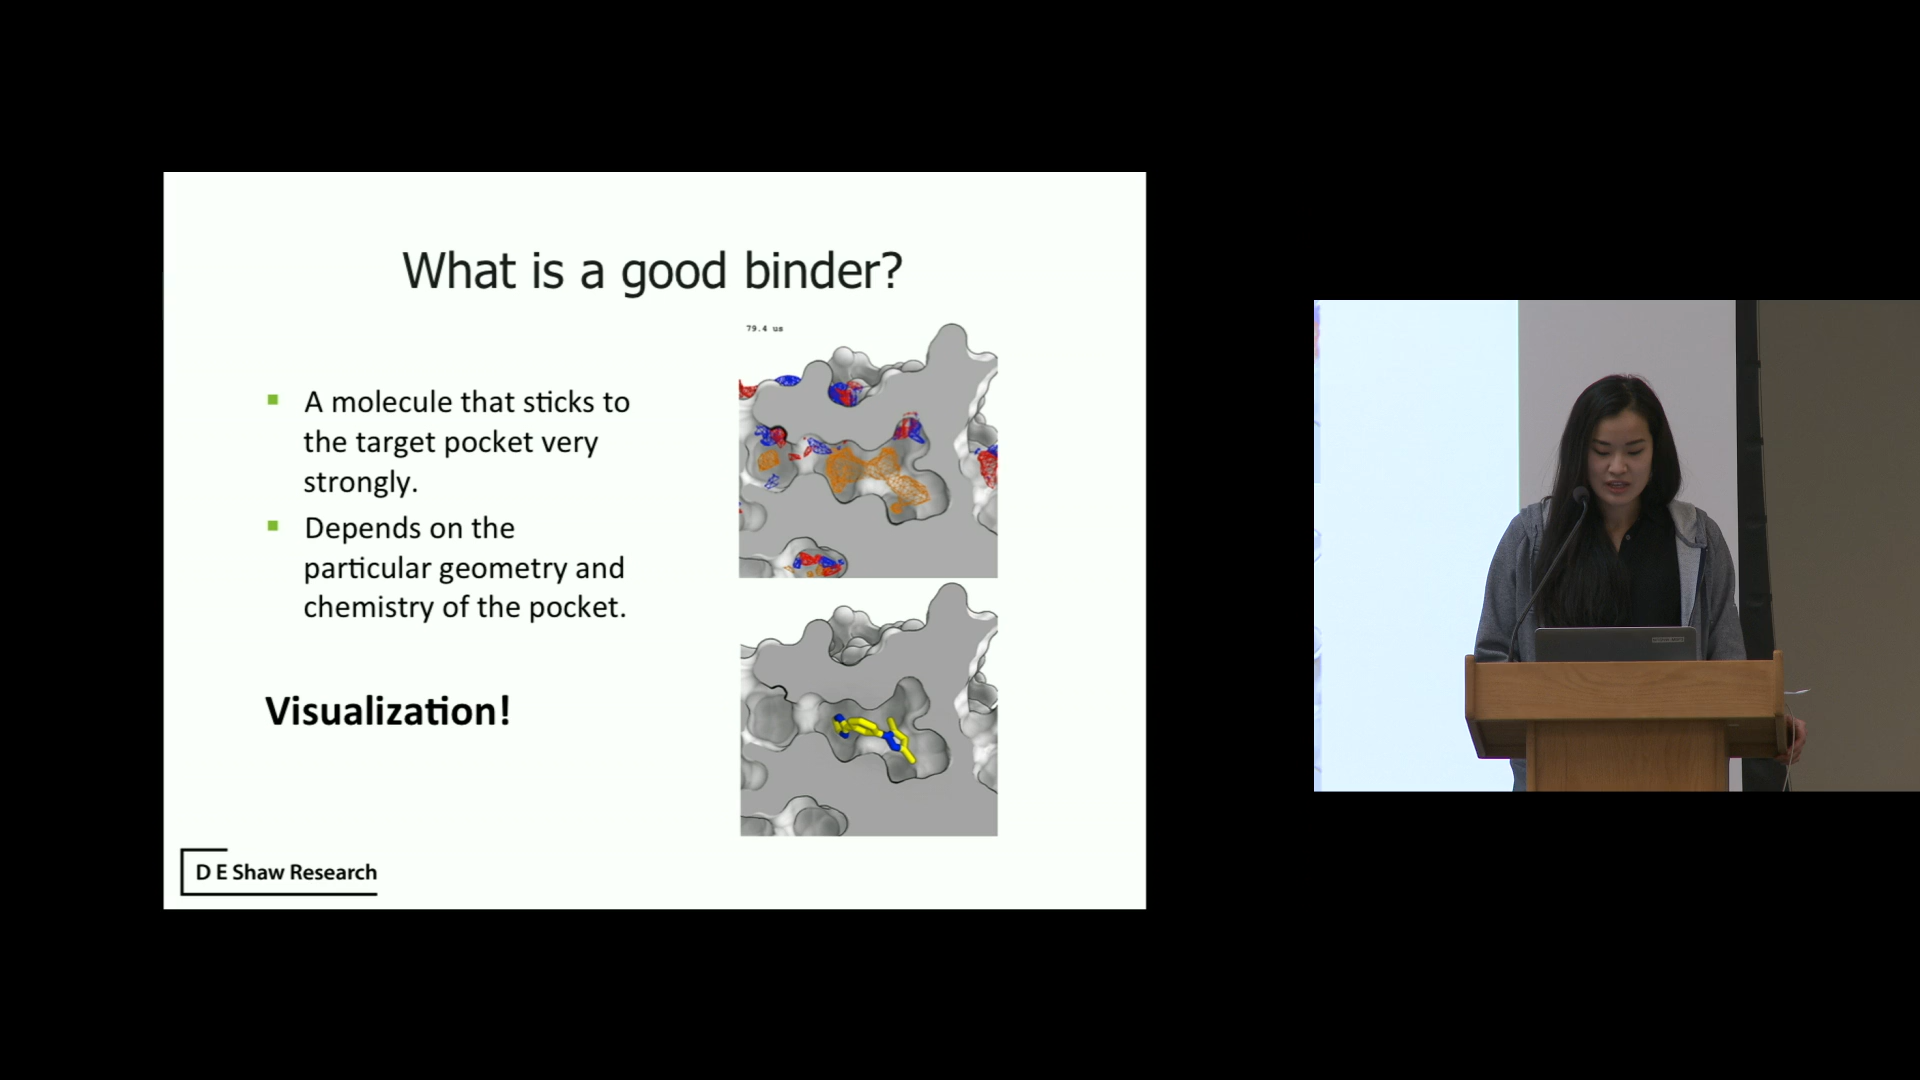 What is a good binder?
79.4 us
A molecule that sticks to
the target pocket very
strongly.
Depends on the
particular geometry and
chemistry of the pocket.
Visualization!
D E Shaw Research